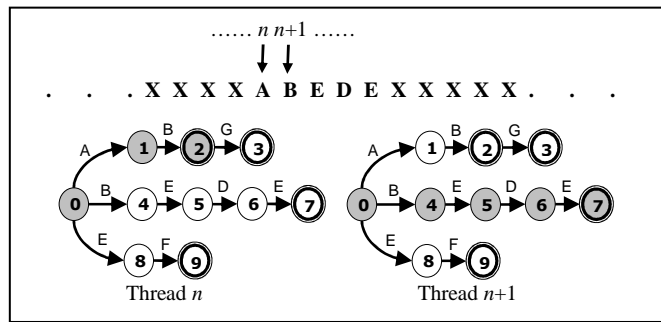 …… n n+1 ……
. . . X X X X A B E D E X X X X X . . .
A 1 B 2 G 3 A 1 B 2 G 3
0 B 4 E 5 D 6 E 7 0 B 4 E 5 D 6 E 7
E 8 F 9 E 8 F 9
Thread n Thread n+1